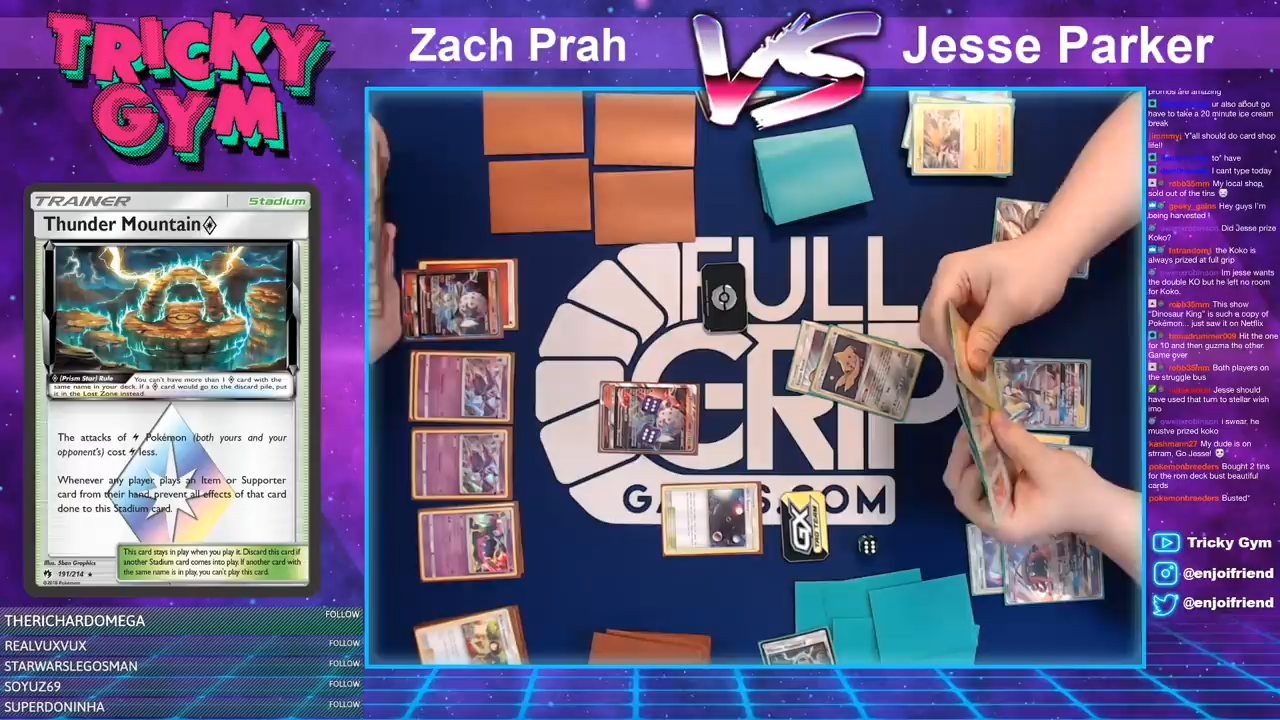 TRICKY
GYM
Zach Prah
VS
Jesse Parker
TRAINER
Stadium
Thunder Mountain
(Prism Star) Rule You can't have more than 1 card with the
same name in your deck. If a card would go to the discard pile, put
it in the Lost Zone instead.
The attacks of Pokémon (both yours and your
opponent's) cost less.
Whenever any player plays an Item or Supporter
card from their hand, prevent all effects of that card
done to this Stadium card.
This card stays in play when you play it. Discard this card if
another Stadium card comes into play. If another card
with the same name is in play, you can't play this card.
Illus. 5ban Graphics
191/214
©2019 Pokémon
THERICHARDOMEGA
FOLLOW
REALVUXVUX
FOLLOW
STARWARSLEGOSMAN
FOLLOW
SOYUZ69
FOLLOW
SUPERDONINHA
FOLLOW
FULL
GRIP
GX
TAG TEAM
promos are amazing
ur also about go
have to take a 20 minute ice cream
break
jimmmyj Y'all should do card shop
life!!
to* have
I cant type today
robb35mm My local shop,
sold out of the tins
geeky_gains Hey guys I'm
being harvested !
Did Jesse prize
Koko?
fatrandomj the Koko is
always prized at full grip
Im jesse wants
the double KO but he left no room
for Koko.
robb35mm This show
"Dinosaur King" is such a copy of
Pokémon... just saw it on Netflix
Hit the one
for 10 and then guzma the other.
Game over
robb35mm Both players
on the struggle bus
Jesse should
have used that turn to stellar wish
imo
i swear, he
mustve prized koko
kashmann27 My dude is on
strram, Go Jesse!
pokemonbreeders Bought 2 tins
for the rom deck bust beautiful
cards
pokemonbreeders Busted*
Tricky Gym
@enjoifriend
@enjoifriend